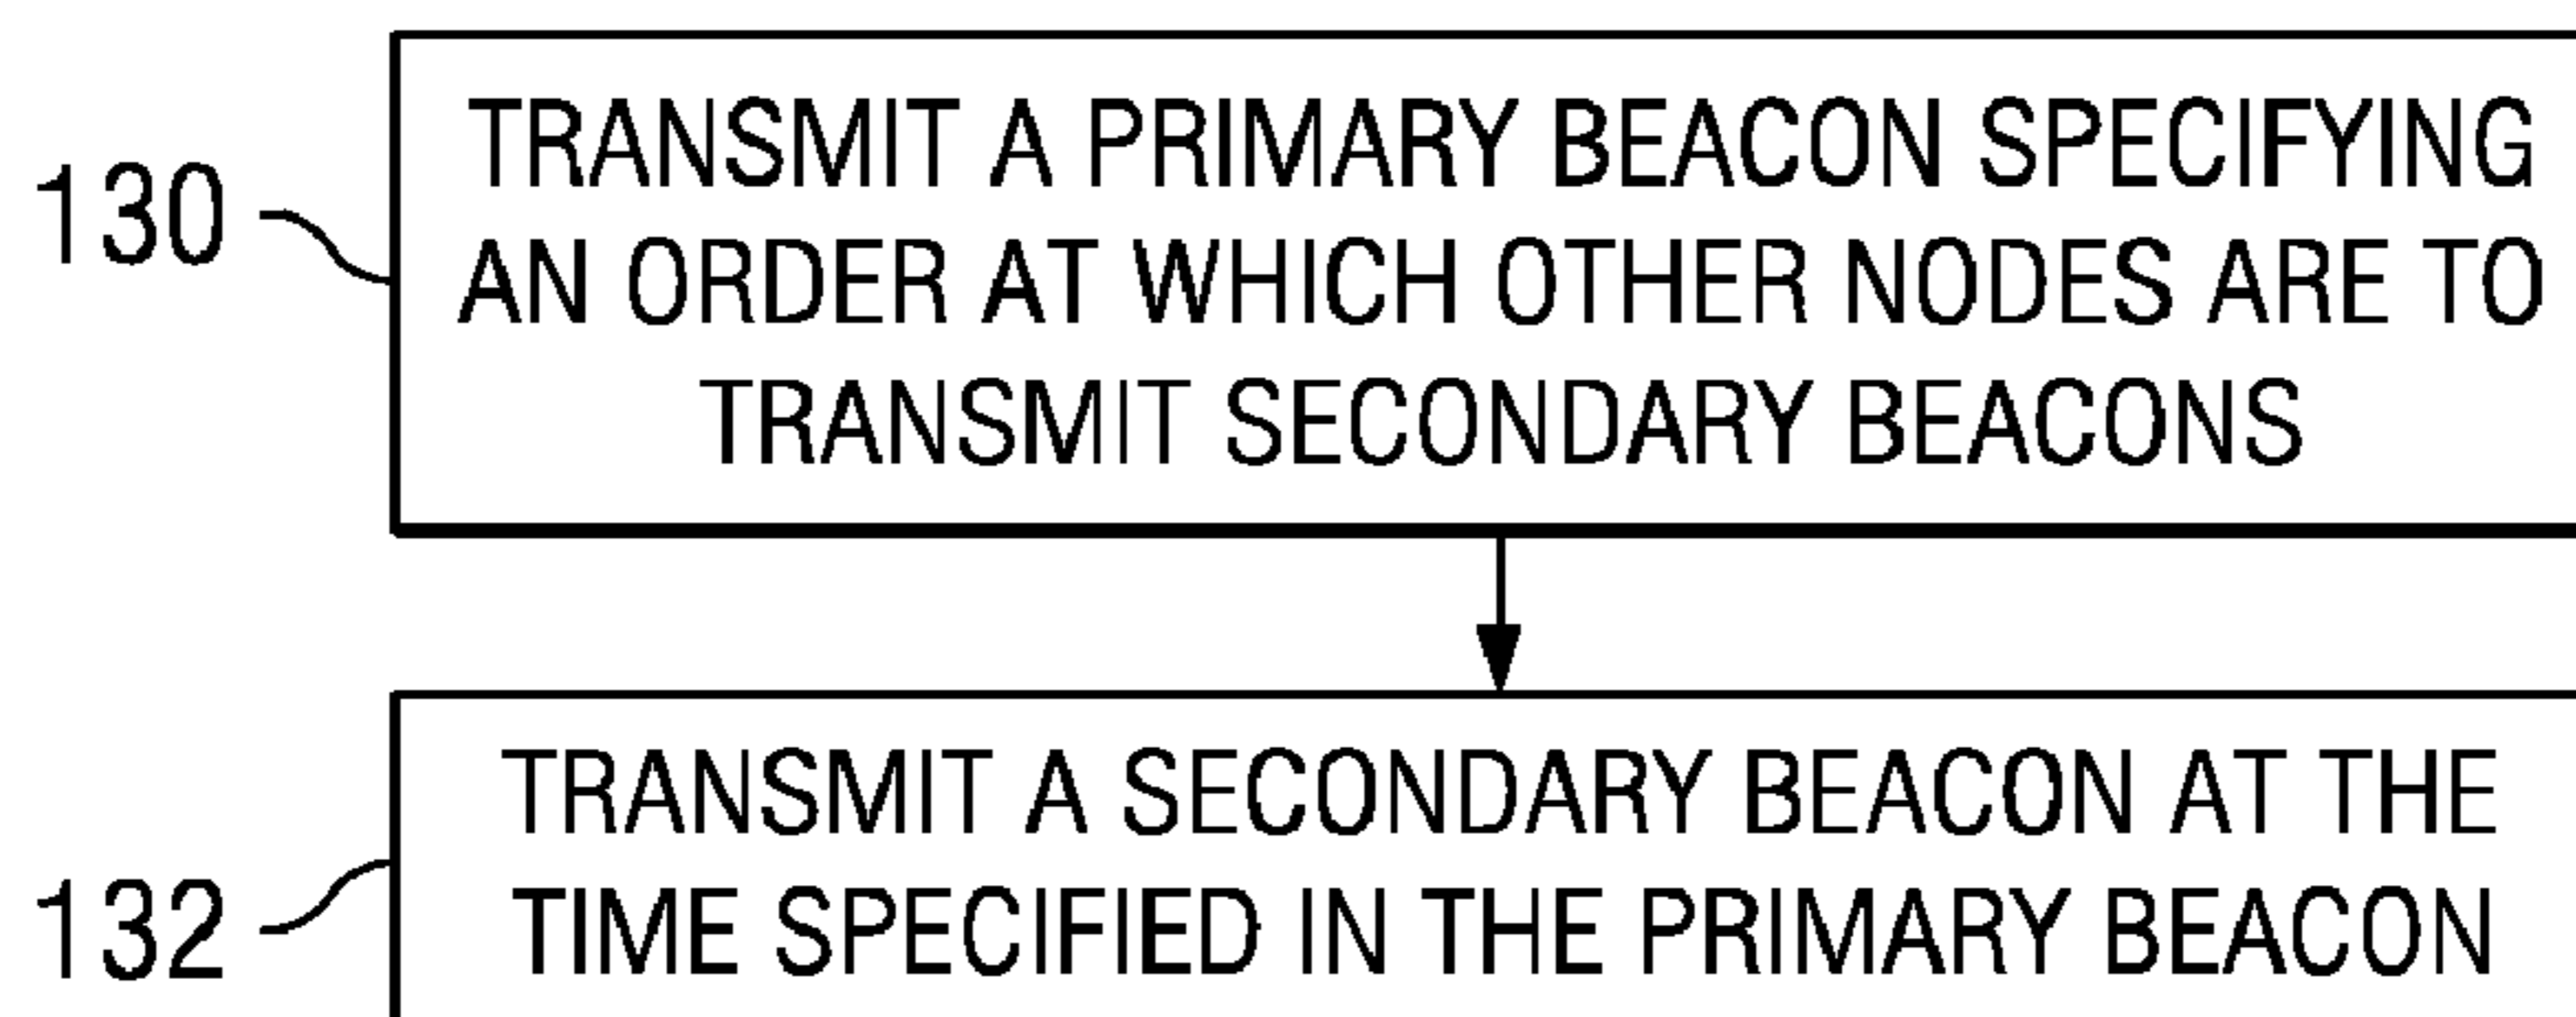 130
TRANSMIT A PRIMARY BEACON SPECIFYING
AN ORDER AT WHICH OTHER NODES ARE TO
TRANSMIT SECONDARY BEACONS
132
TRANSMIT A SECONDARY BEACON AT THE
TIME SPECIFIED IN THE PRIMARY BEACON